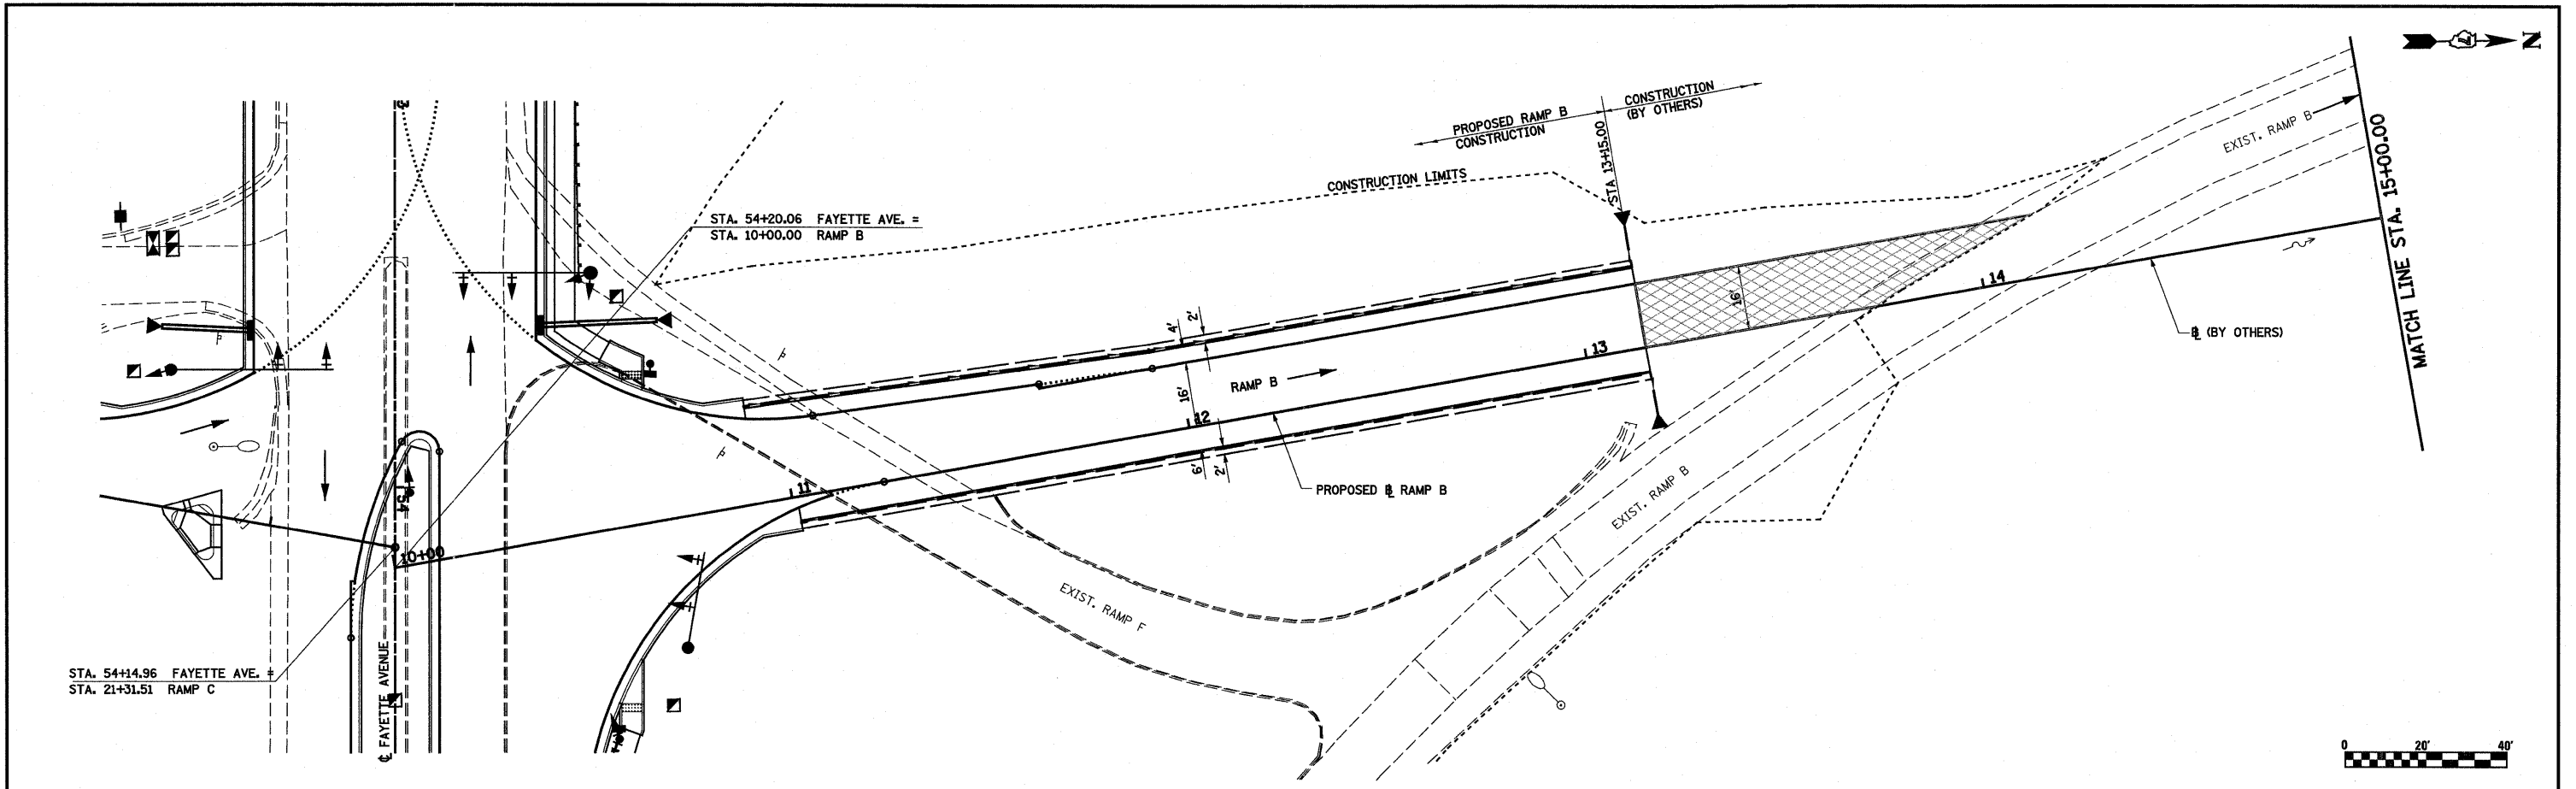 N
PROPOSED RAMP B
CONSTRUCTION
CONSTRUCTION
(BY OTHERS)
STA 13+15.00
EXIST. RAMP B
MATCH LINE STA. 15+00.00
CONSTRUCTION LIMITS
STA. 54+20.06 FAYETTE AVE. =
STA. 10+00.00 RAMP B
4'
2'
16'
16'
14
13
12
11
RAMP B
℄ (BY OTHERS)
6'
2'
PROPOSED ℄ RAMP B
54
10+00
EXIST. RAMP B
EXIST. RAMP F
STA. 54+14.96 FAYETTE AVE. =
STA. 21+31.51 RAMP C
℄ FAYETTE AVENUE
0 20' 40'